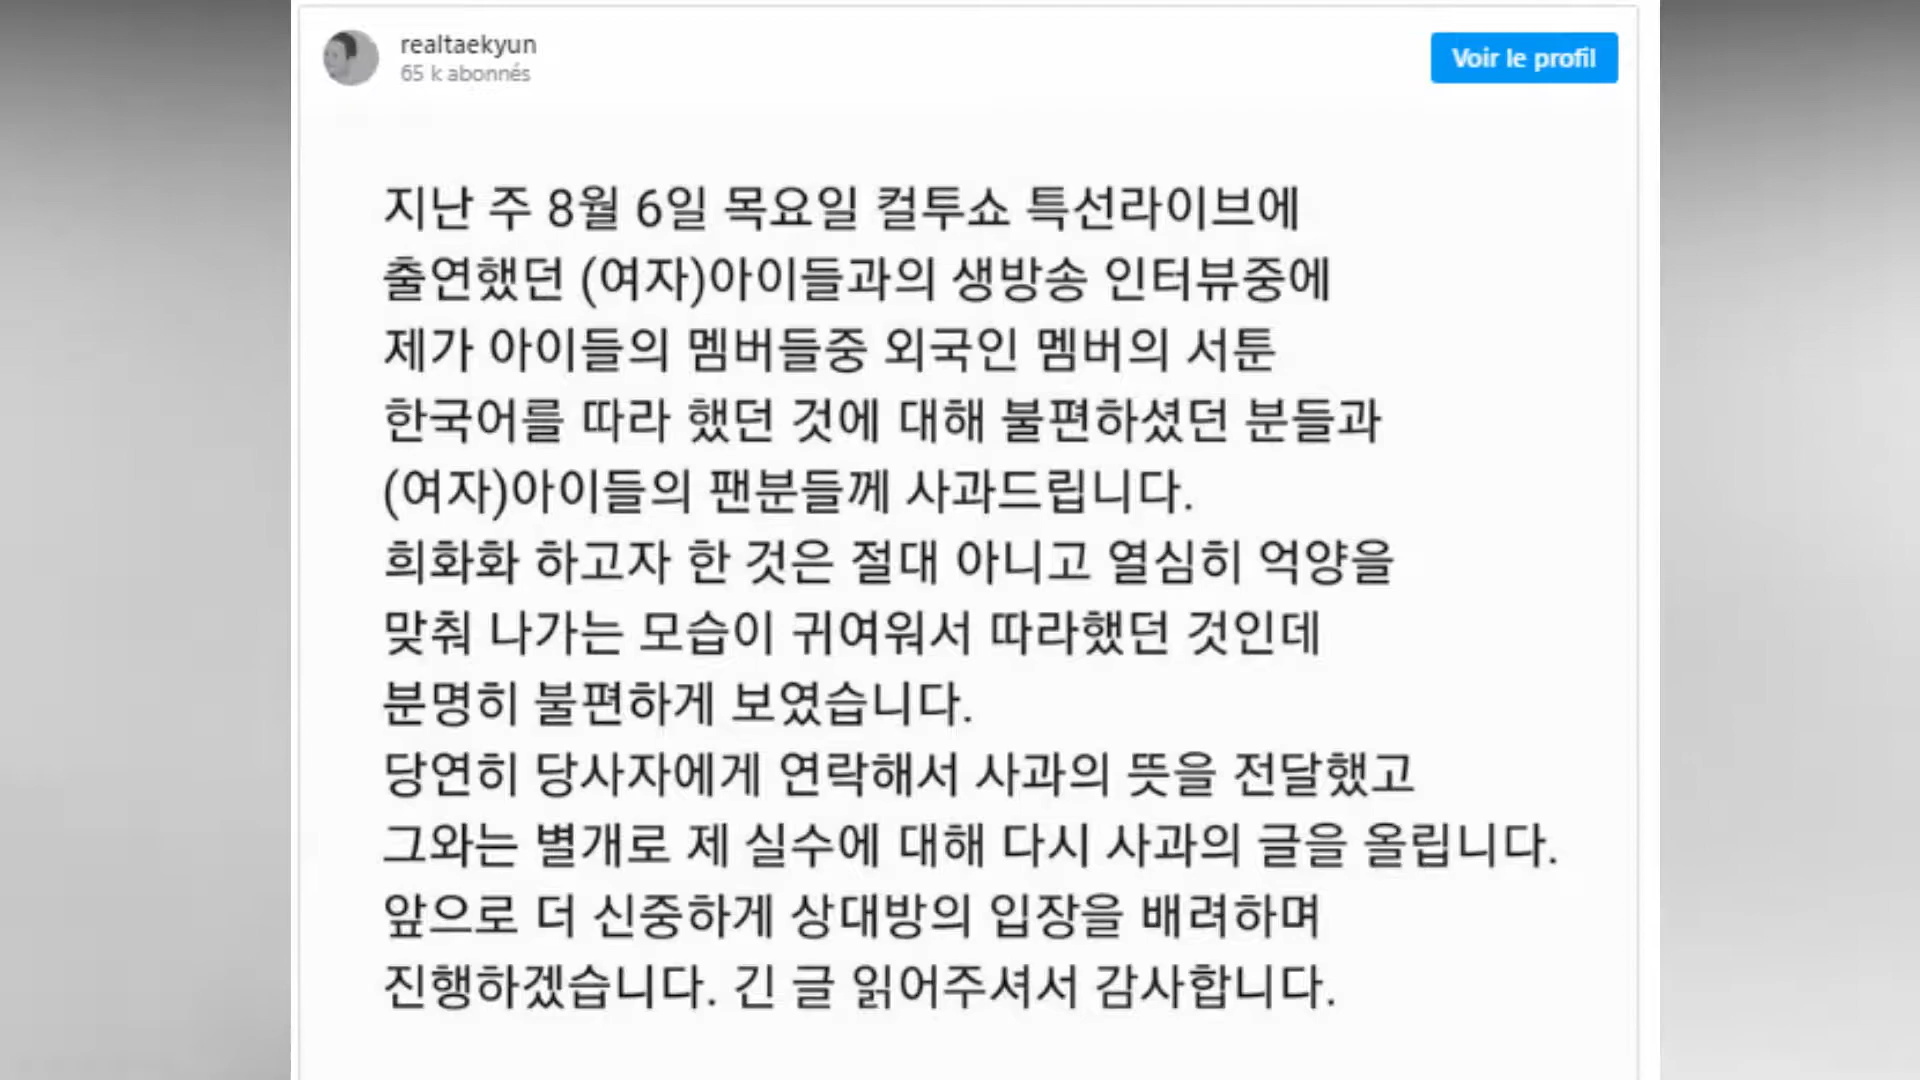 realtaekyun
65 k abonnés
Voir le profil
지난 주 8월 6일 목요일 컬투쇼 특선라이브에
출연했던 (여자)아이들과의 생방송 인터뷰중에
제가 아이들의 멤버들중 외국인 멤버의 서툰
한국어를 따라 했던 것에 대해 불편하셨던 분들과
(여자)아이들의 팬분들께 사과드립니다.
희화화 하고자 한 것은 절대 아니고 열심히 억양을
맞춰 나가는 모습이 귀여워서 따라했던 것인데
분명히 불편하게 보였습니다.
당연히 당사자에게 연락해서 사과의 뜻을 전달했고
그와는 별개로 제 실수에 대해 다시 사과의 글을 올립니다.
앞으로 더 신중하게 상대방의 입장을 배려하며
진행하겠습니다. 긴 글 읽어주셔서 감사합니다.